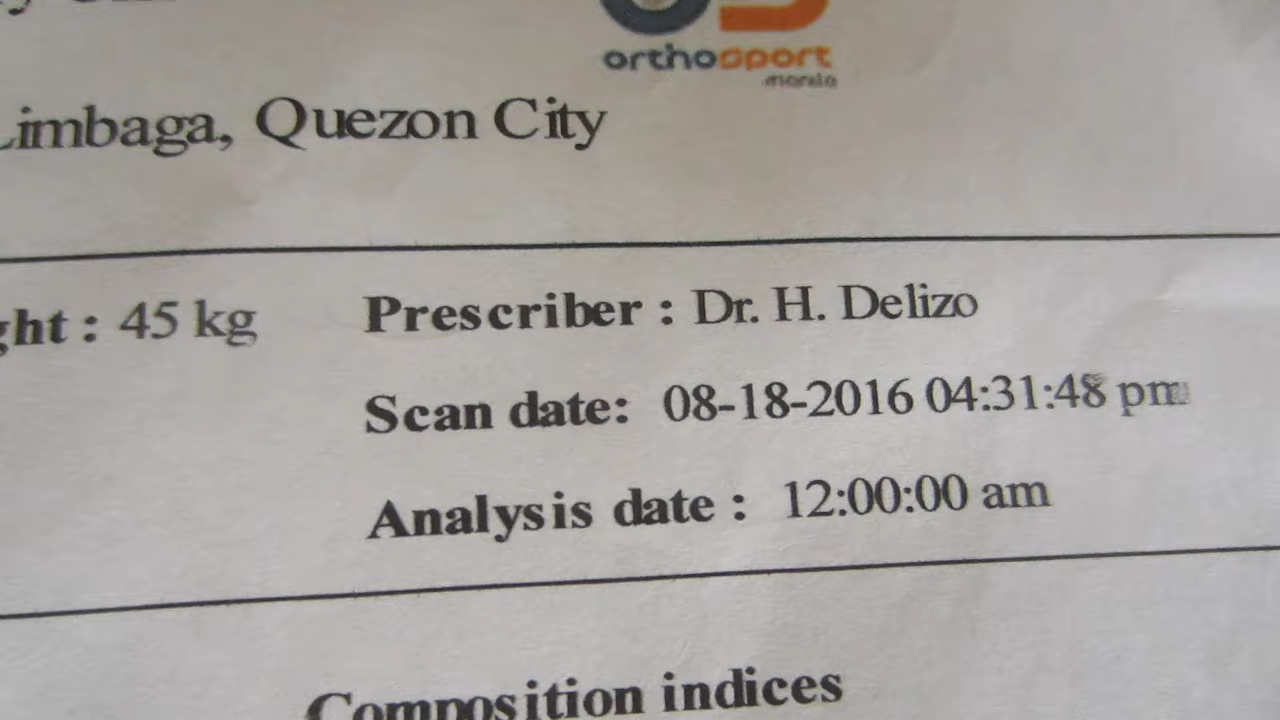 orthosport
manila
Limbaga, Quezon City
ght : 45 kg
Prescriber : Dr. H. Delizo
Scan date: 08-18-2016 04:31:48 pm
Analysis date : 12:00:00 am
Composition indices